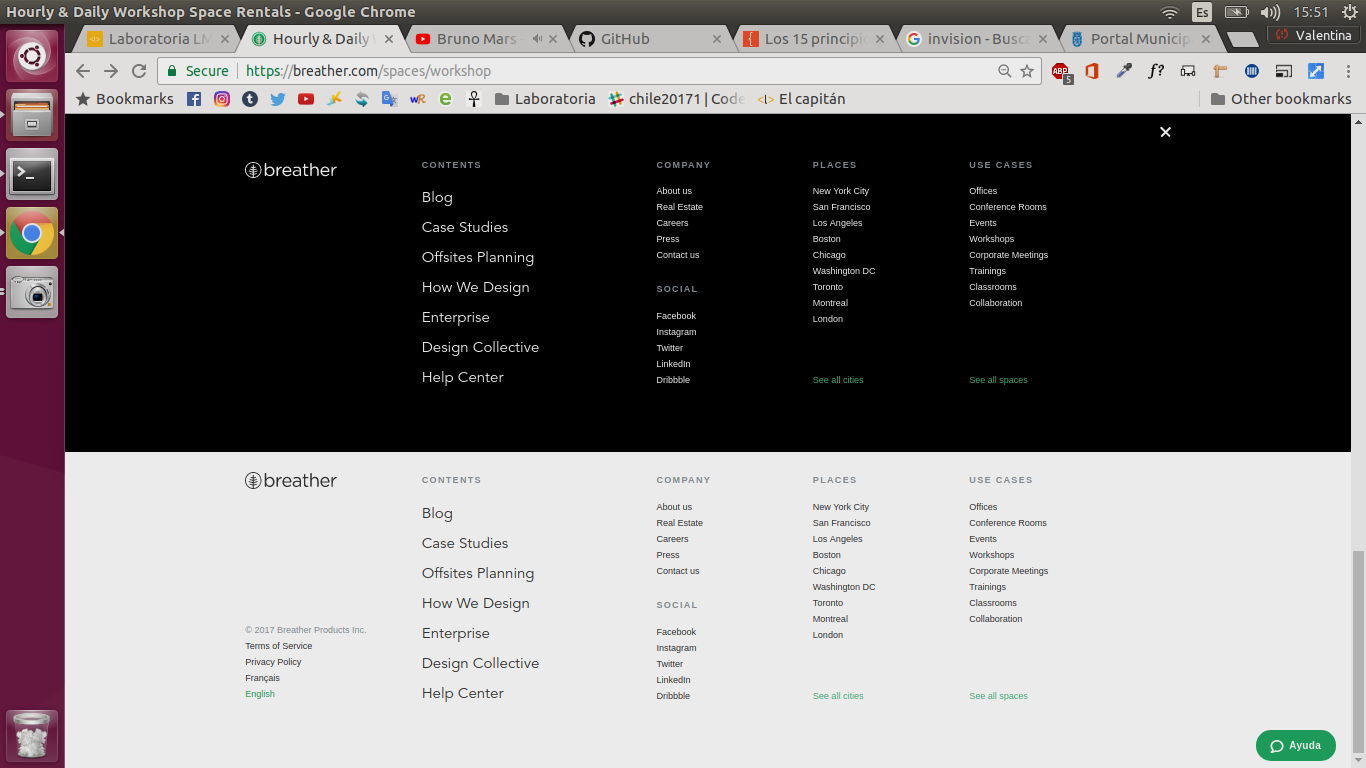 Hourly & Daily Workshop Space Rentals - Google Chrome
Es
15:51
Laboratoria LM
Hourly & Daily
Bruno Mars -
GitHub
Los 15 principi
invision - Busc
Portal Municip
Valentina
Secure
https://breather.com/spaces/workshop
ABP
5
f?
Bookmarks
wR
Laboratoria
chile20171 | Code
El capitán
Other bookmarks
breather
CONTENTS
Blog
Case Studies
Offsites Planning
How We Design
Enterprise
Design Collective
Help Center
COMPANY
About us
Real Estate
Careers
Press
Contact us
SOCIAL
Facebook
Instagram
Twitter
LinkedIn
Dribbble
PLACES
New York City
San Francisco
Los Angeles
Boston
Chicago
Washington DC
Toronto
Montreal
London
See all cities
USE CASES
Offices
Conference Rooms
Events
Workshops
Corporate Meetings
Trainings
Classrooms
Collaboration
See all spaces
breather
© 2017 Breather Products Inc.
Terms of Service
Privacy Policy
Français
English
CONTENTS
Blog
Case Studies
Offsites Planning
How We Design
Enterprise
Design Collective
Help Center
COMPANY
About us
Real Estate
Careers
Press
Contact us
SOCIAL
Facebook
Instagram
Twitter
LinkedIn
Dribbble
PLACES
New York City
San Francisco
Los Angeles
Boston
Chicago
Washington DC
Toronto
Montreal
London
See all cities
USE CASES
Offices
Conference Rooms
Events
Workshops
Corporate Meetings
Trainings
Classrooms
Collaboration
See all spaces
Ayuda